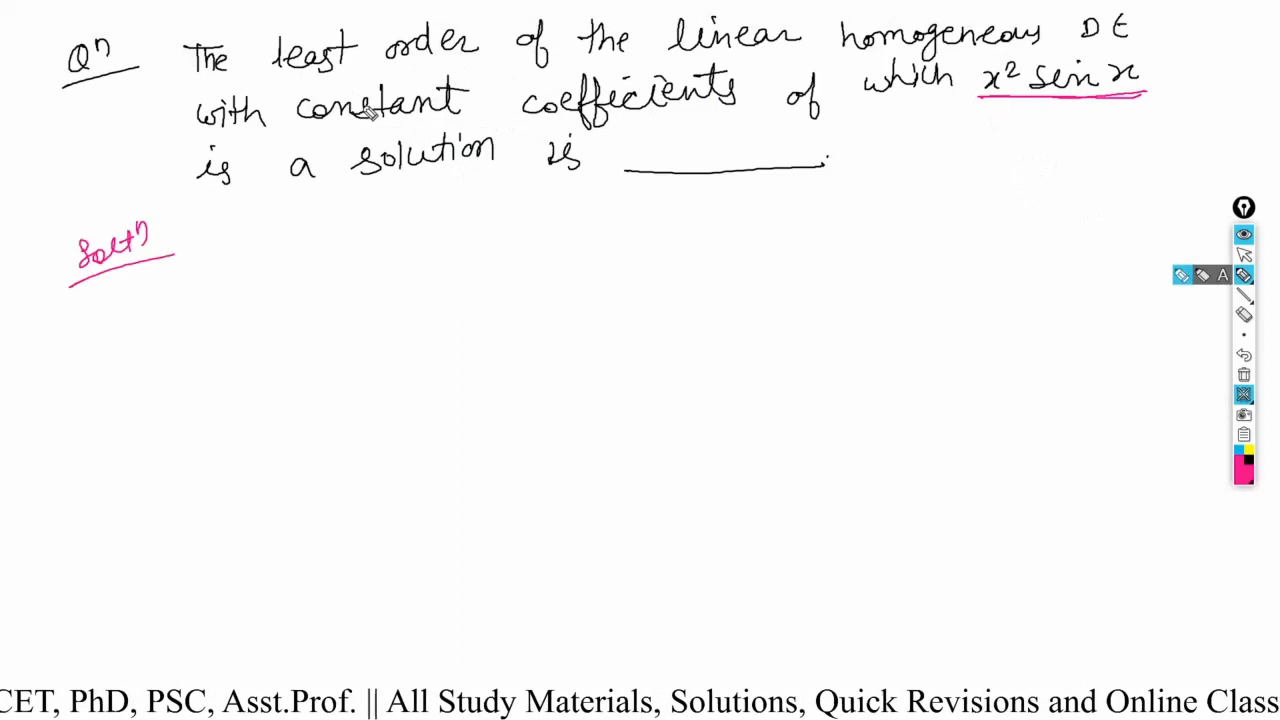 Qⁿ The least order of the linear homogeneous DE
with constant coefficients of which x² sin x
is a solution is ________.
Soltⁿ
A
CET, PhD, PSC, Asst.Prof. || All Study Materials, Solutions, Quick Revisions and Online Class